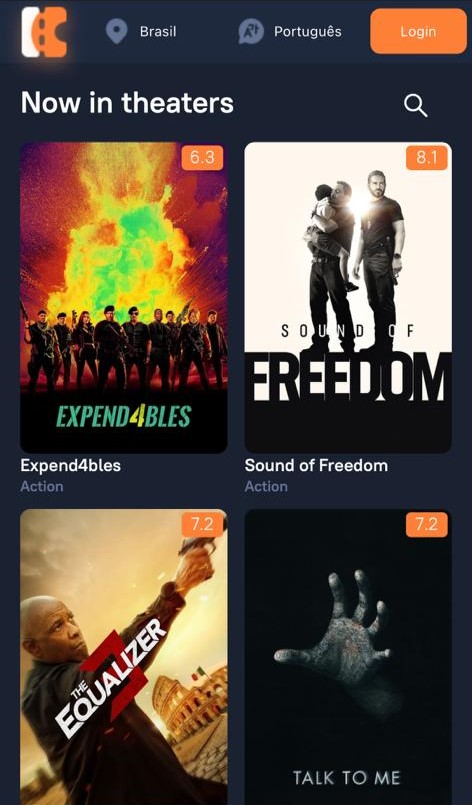 Brasil
Português
Login
Now in theaters
6.3
8.1
EXPEND4BLES
SOUND OF
FREEDOM
Expend4bles
Sound of Freedom
Action
Action
7.2
7.2
THE
EQUALIZER
3
TALK TO ME